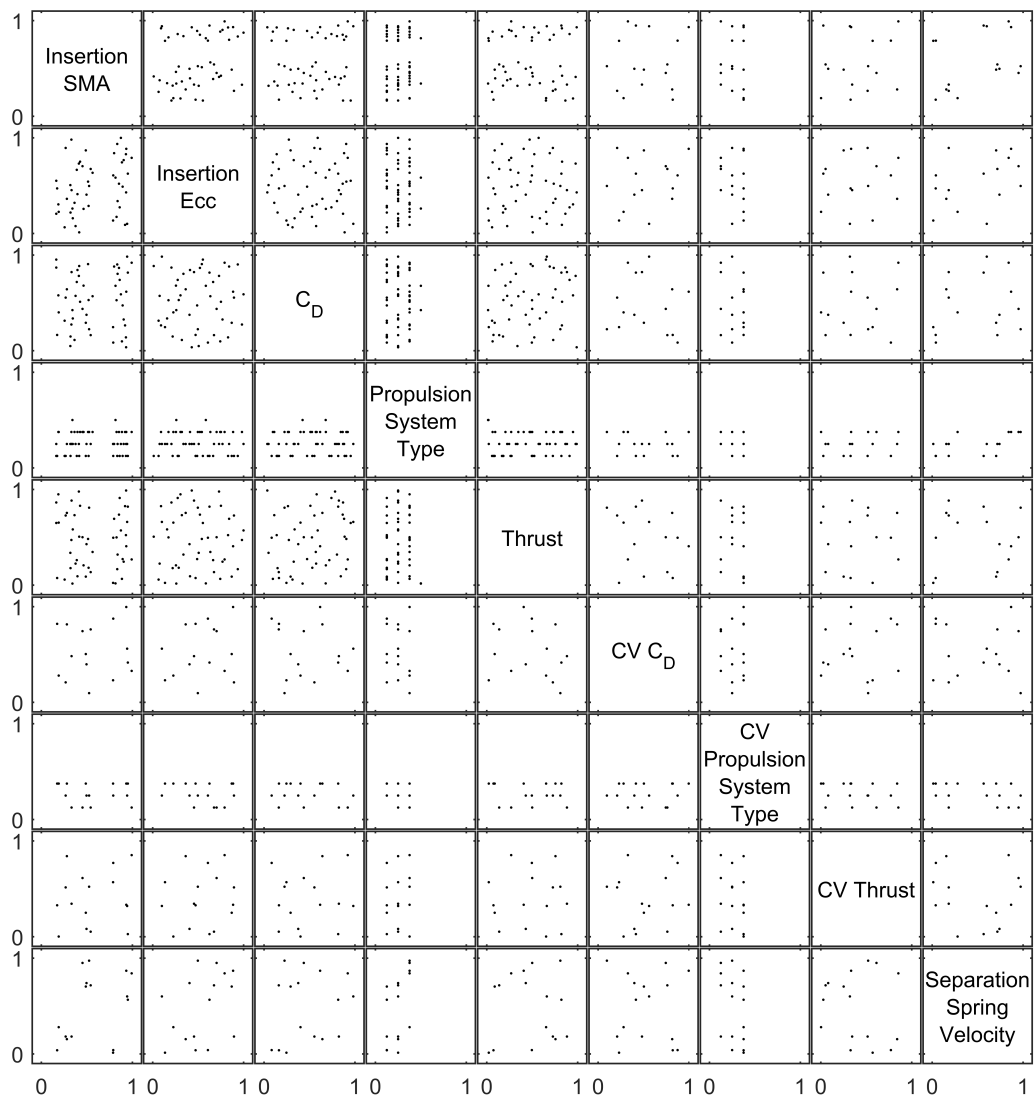 1
Insertion
SMA
0
1
Insertion
Ecc
0
1
C_D
0
1
Propulsion
System
Type
0
1
Thrust
0
1
CV C_D
0
1
CV
Propulsion
System
Type
0
1
CV Thrust
0
1
Separation
Spring
Velocity
0
0 1 0 1 0 1 0 1 0 1 0 1 0 1 0 1 0 1